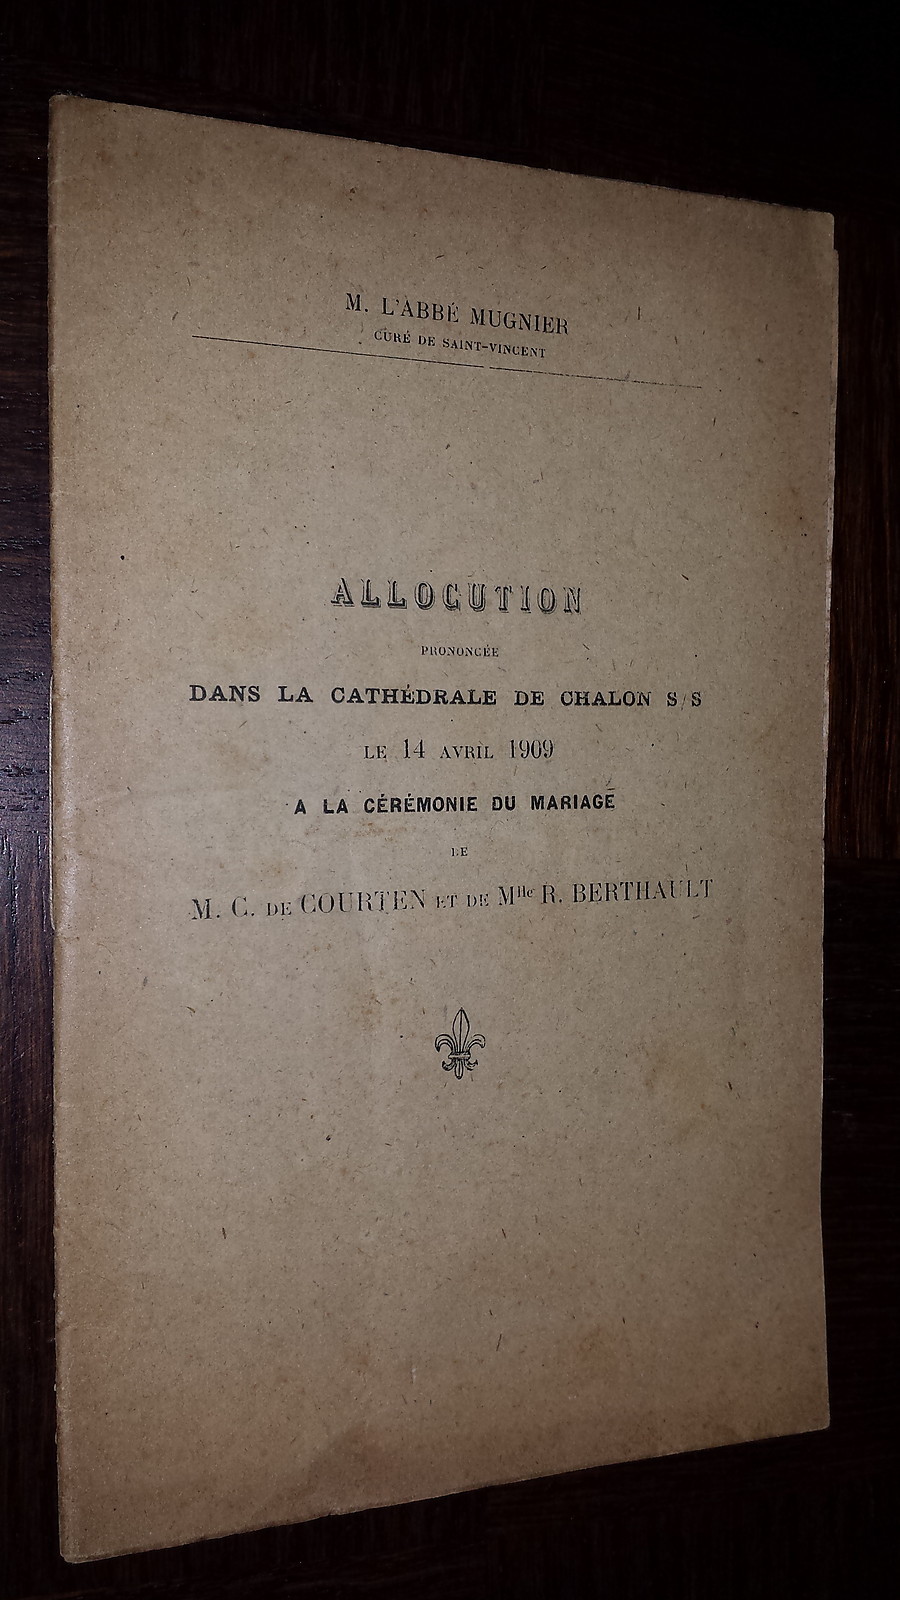 M. L'ABBÉ MUGNIER
CURÉ DE SAINT-VINCENT
ALLOCUTION
PRONONCÉE
DANS LA CATHÉDRALE DE CHALON S/S
LE 14 AVRIL 1909
A LA CÉRÉMONIE DU MARIAGE
DE
M. C. DE COURTEN ET DE Mlle R. BERTHAULT